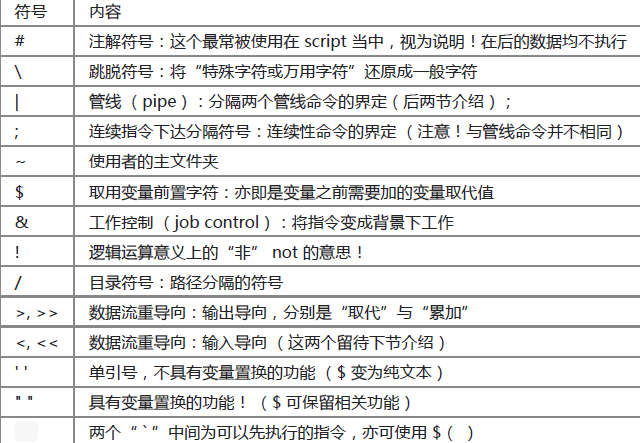 符号 内容
# 注解符号：这个最常被使用在 script 当中，视为说明！在后的数据均不执行
\ 跳脱符号：将“特殊字符或万用字符”还原成一般字符
| 管线（pipe）：分隔两个管线命令的界定（后两节介绍）；
; 连续指令下达分隔符号：连续性命令的界定（注意！与管线命令并不相同）
~ 使用者的主文件夹
$ 取用变量前置字符：亦即是变量之前需要加的变量取代值
& 工作控制（job control）：将指令变成背景下工作
! 逻辑运算意义上的“非” not 的意思！
/ 目录符号：路径分隔的符号
>, >> 数据流重导向：输出导向，分别是“取代”与“累加”
<, << 数据流重导向：输入导向（这两个留待下节介绍）
' ' 单引号，不具有变量置换的功能（$ 变为纯文本）
" " 具有变量置换的功能！（$ 可保留相关功能）
两个“ ` ”中间为可以先执行的指令，亦可使用 $（ ）